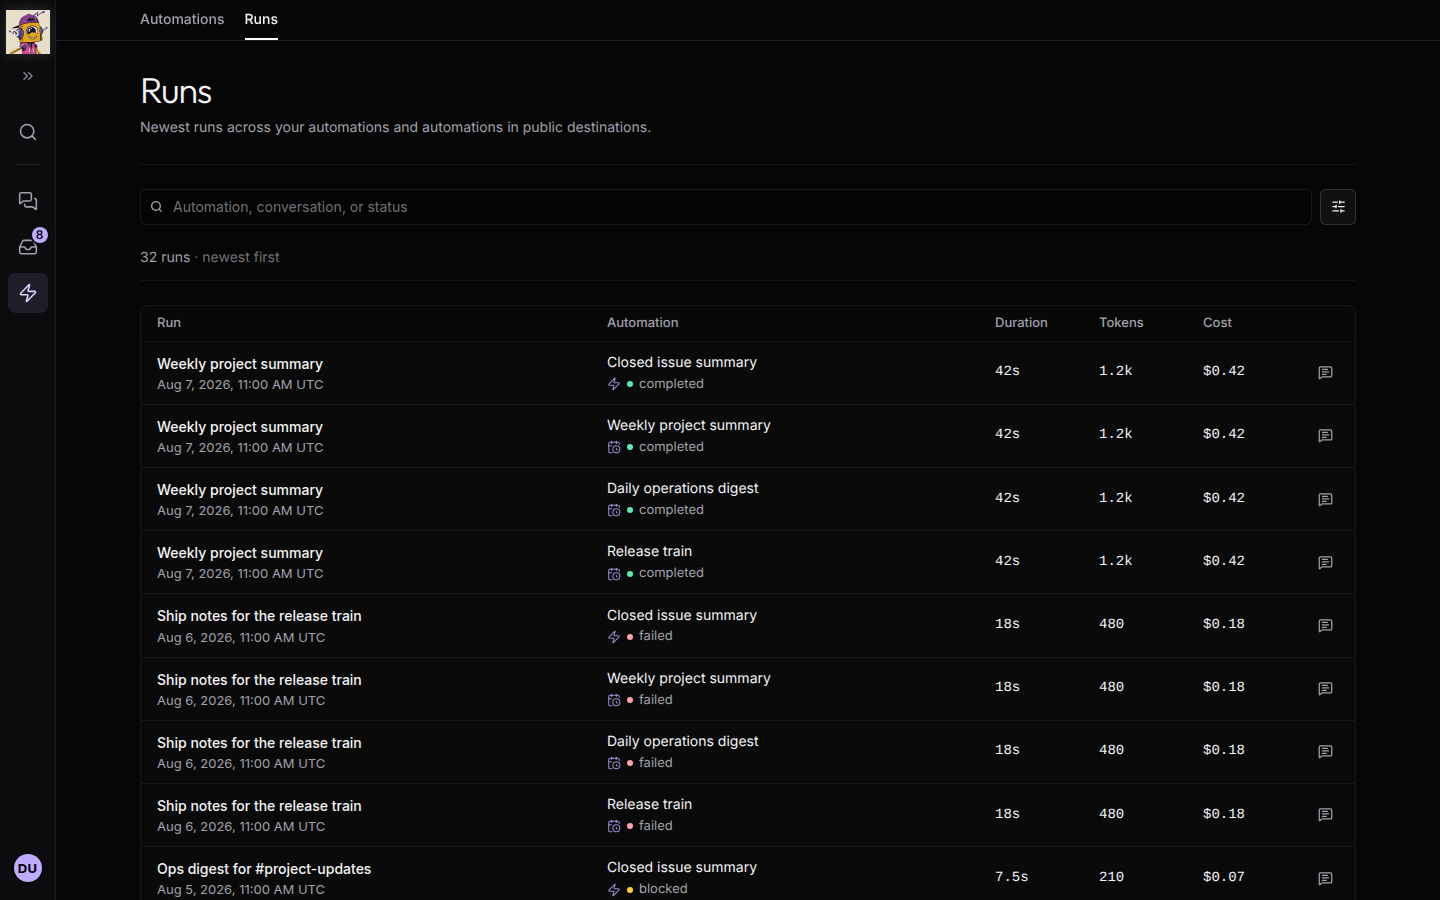 Automations Runs
Runs
Newest runs across your automations and automations in public destinations.
Automation, conversation, or status
32 runs · newest first
8
Run Automation Duration Tokens Cost
Weekly project summary Closed issue summary 42s 1.2k $0.42
Aug 7, 2026, 11:00 AM UTC completed
Weekly project summary Weekly project summary 42s 1.2k $0.42
Aug 7, 2026, 11:00 AM UTC completed
Weekly project summary Daily operations digest 42s 1.2k $0.42
Aug 7, 2026, 11:00 AM UTC completed
Weekly project summary Release train 42s 1.2k $0.42
Aug 7, 2026, 11:00 AM UTC completed
Ship notes for the release train Closed issue summary 18s 480 $0.18
Aug 6, 2026, 11:00 AM UTC failed
Ship notes for the release train Weekly project summary 18s 480 $0.18
Aug 6, 2026, 11:00 AM UTC failed
Ship notes for the release train Daily operations digest 18s 480 $0.18
Aug 6, 2026, 11:00 AM UTC failed
Ship notes for the release train Release train 18s 480 $0.18
Aug 6, 2026, 11:00 AM UTC failed
Ops digest for #project-updates Closed issue summary 7.5s 210 $0.07
Aug 5, 2026, 11:00 AM UTC blocked
DU